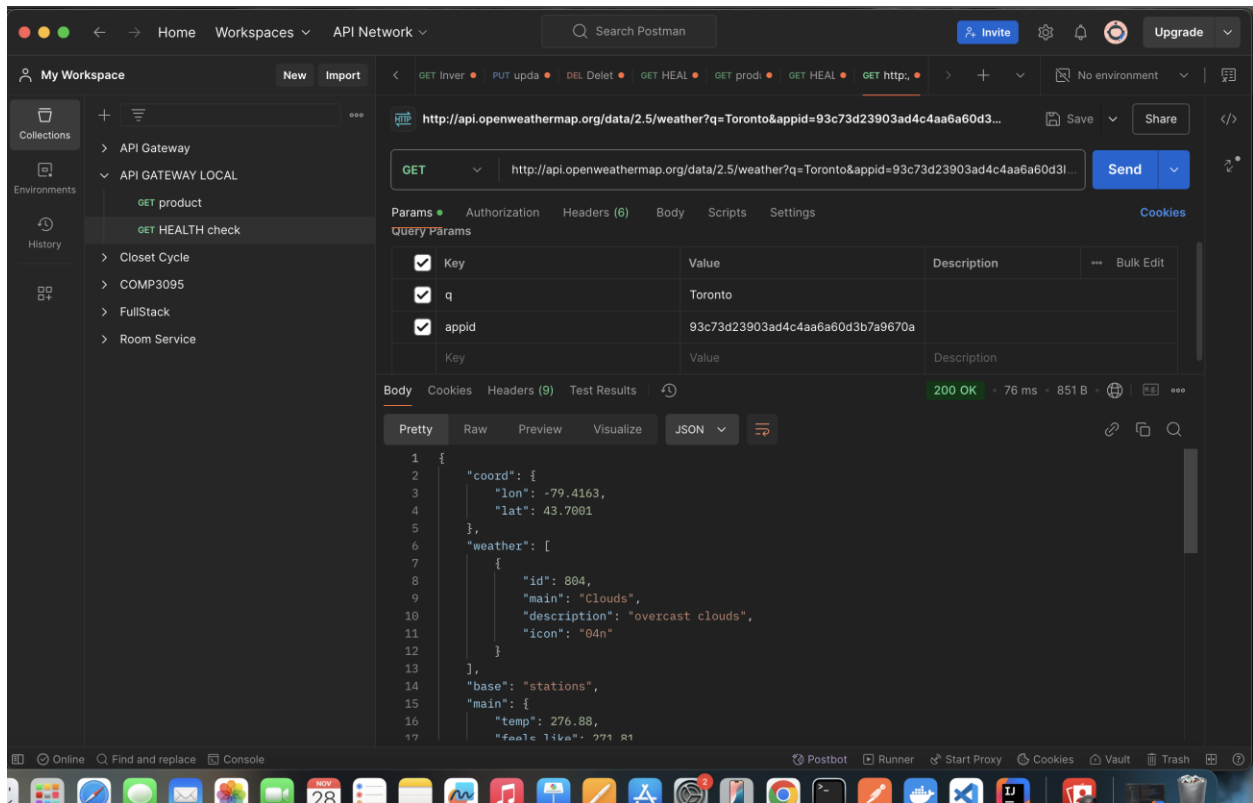 Home Workspaces API Network Search Postman Invite Upgrade
My Workspace New Import GET Inver PUT upda DEL Delet GET HEAL GET prod GET HEAL GET http:, No environment
Collections
Environments
History
API Gateway
API GATEWAY LOCAL
GET product
GET HEALTH check
Closet Cycle
COMP3095
FullStack
Room Service
HTTP http://api.openweathermap.org/data/2.5/weather?q=Toronto&appid=93c73d23903ad4c4aa6a60d3... Save Share
GET http://api.openweathermap.org/data/2.5/weather?q=Toronto&appid=93c73d23903ad4c4aa6a60d3... Send
Params Authorization Headers (6) Body Scripts Settings Cookies
Query Params
Key Value Description Bulk Edit
q Toronto
appid 93c73d23903ad4c4aa6a60d3b7a9670a
Key Value Description
Body Cookies Headers (9) Test Results 200 OK 76 ms 851 B
Pretty Raw Preview Visualize JSON
1 {
2 "coord": {
3 "lon": -79.4163,
4 "lat": 43.7001
5 },
6 "weather": [
7 {
8 "id": 804,
9 "main": "Clouds",
10 "description": "overcast clouds",
11 "icon": "04n"
12 }
13 ],
14 "base": "stations",
15 "main": {
16 "temp": 276.88,
17 "feels_like": 271.81
Online Find and replace Console Postbot Runner Start Proxy Cookies Vault Trash
NOV
28
2